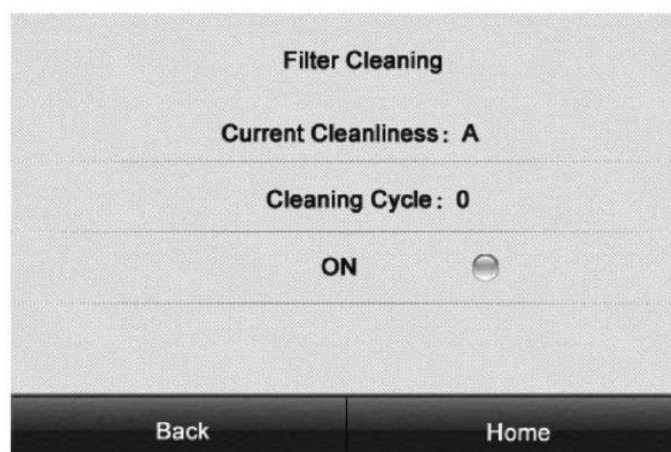 Filter Cleaning
Current Cleanliness: A
Cleaning Cycle: 0
ON
Back Home